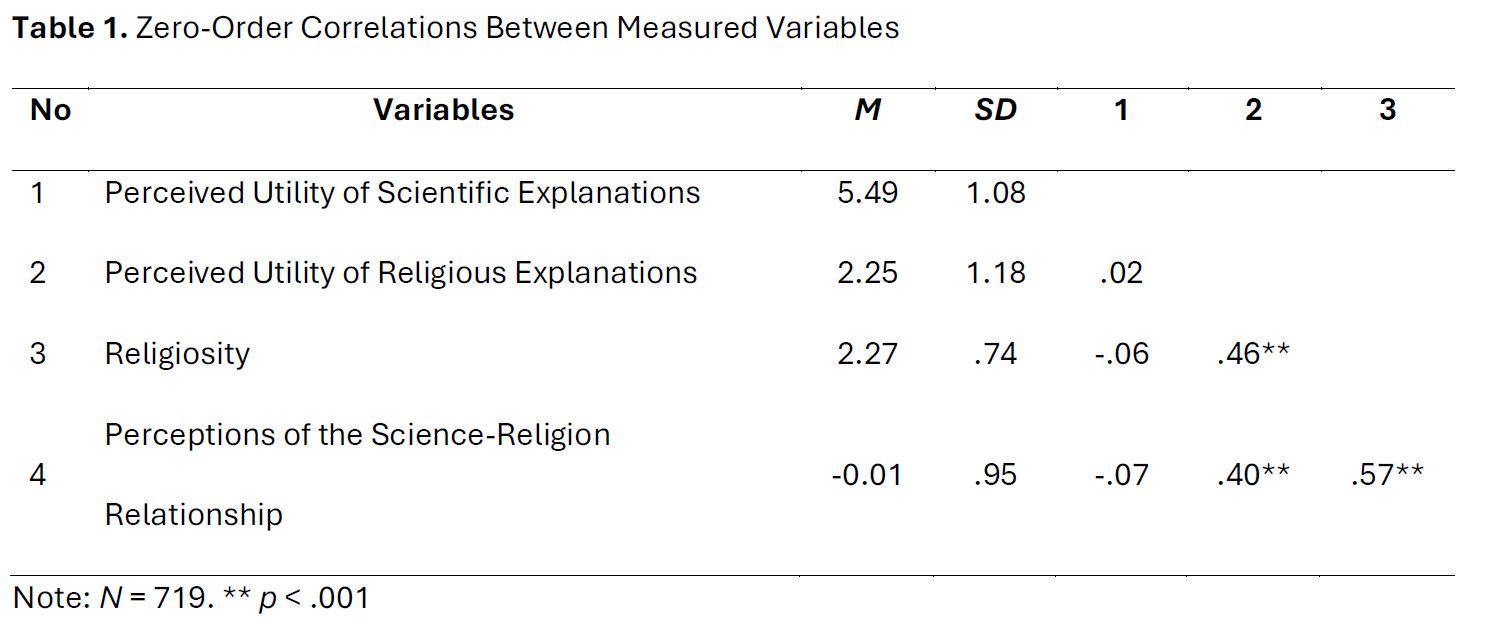 Table 1. Zero-Order Correlations Between Measured Variables
No Variables M SD 1 2 3
1 Perceived Utility of Scientific Explanations 5.49 1.08
2 Perceived Utility of Religious Explanations 2.25 1.18 .02
3 Religiosity 2.27 .74 -.06 .46**
Perceptions of the Science-Religion
4 -0.01 .95 -.07 .40** .57**
Relationship
Note: N = 719. ** p < .001